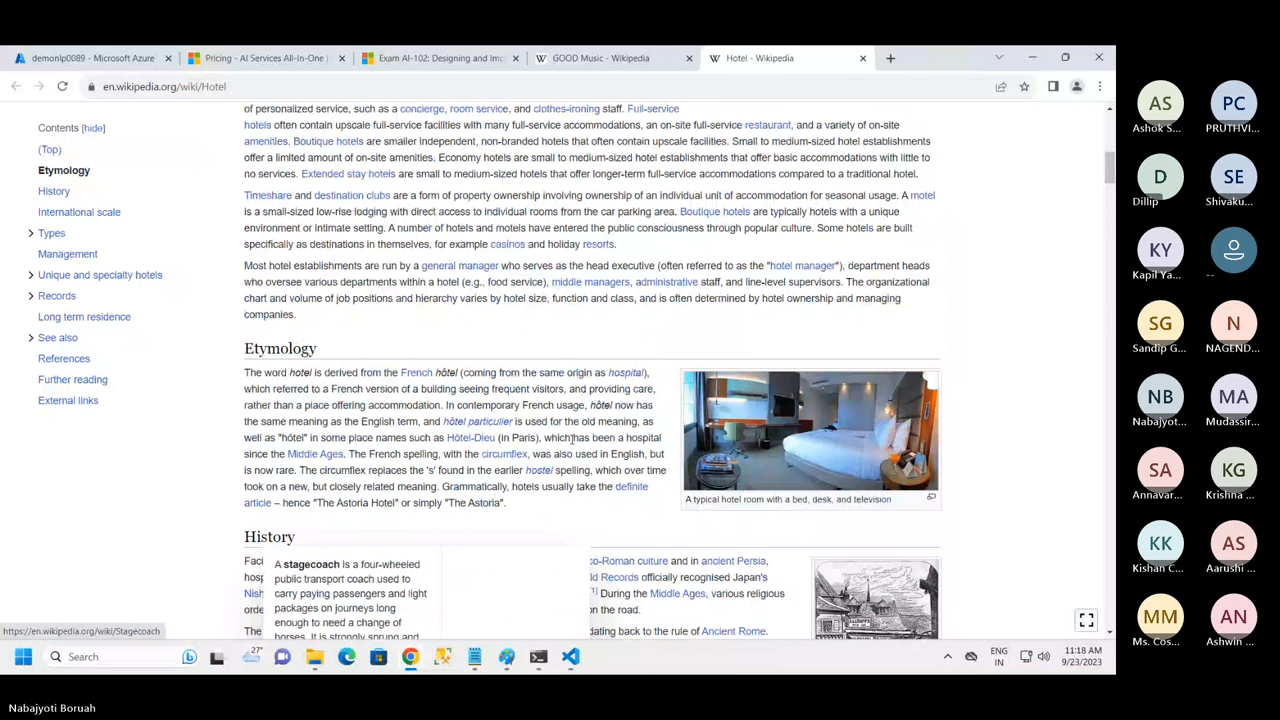 demonlp0089 - Microsoft Azure
Pricing - AI Services All-In-One
Exam AI-102: Designing and Imp
GOOD Music - Wikipedia
Hotel - Wikipedia
en.wikipedia.org/wiki/Hotel
Contents [hide]
(Top)
Etymology
History
International scale
Types
Management
Unique and specialty hotels
Records
Long term residence
See also
References
Further reading
External links
of personalized service, such as a concierge, room service, and clothes-ironing staff. Full-service
hotels often contain upscale full-service facilities with many full-service accommodations, an on-site full-service restaurant, and a variety of on-site
amenities. Boutique hotels are smaller independent, non-branded hotels that often contain upscale facilities. Small to medium-sized hotel establishments
offer a limited amount of on-site amenities. Economy hotels are small to medium-sized hotel establishments that offer basic accommodations with little to
no services. Extended stay hotels are small to medium-sized hotels that offer longer-term full-service accommodations compared to a traditional hotel.
Timeshare and destination clubs are a form of property ownership involving ownership of an individual unit of accommodation for seasonal usage. A motel
is a small-sized low-rise lodging with direct access to individual rooms from the car parking area. Boutique hotels are typically hotels with a unique
environment or intimate setting. A number of hotels and motels have entered the public consciousness through popular culture. Some hotels are built
specifically as destinations in themselves, for example casinos and holiday resorts.
Most hotel establishments are run by a general manager who serves as the head executive (often referred to as the "hotel manager"), department heads
who oversee various departments within a hotel (e.g., food service), middle managers, administrative staff, and line-level supervisors. The organizational
chart and volume of job positions and hierarchy varies by hotel size, function and class, and is often determined by hotel ownership and managing
companies.
Etymology
The word hotel is derived from the French hôtel (coming from the same origin as hospital),
which referred to a French version of a building seeing frequent visitors, and providing care,
rather than a place offering accommodation. In contemporary French usage, hôtel now has
the same meaning as the English term, and hôtel particulier is used for the old meaning, as
well as "hôtel" in some place names such as Hôtel-Dieu (in Paris), which has been a hospital
since the Middle Ages. The French spelling, with the circumflex, was also used in English, but
is now rare. The circumflex replaces the 's' found in the earlier hostel spelling, which over time
took on a new, but closely related meaning. Grammatically, hotels usually take the definite
article – hence "The Astoria Hotel" or simply "The Astoria".
A typical hotel room with a bed, desk, and television
History
Faci
co-Roman culture and in ancient Persia,
hosp
ld Records officially recognised Japan's
Nish
[1] During the Middle Ages, various religious
orde
on the road.
The
dating back to the rule of Ancient Rome.
A stagecoach is a four-wheeled
public transport coach used to
carry paying passengers and light
packages on journeys long
enough to need a change of
horses. It is strongly sprung and
https://en.wikipedia.org/wiki/Stagecoach
Search
27°
ENG
IN
11:18 AM
9/23/2023
AS
Ashok S...
PC
PRUTHVI...
D
Dillip
SE
Shivaku...
KY
Kapil Ya...
--
SG
Sandip G...
N
NAGEND...
NB
Nabajyot...
MA
Mudassir...
SA
Annavar...
KG
Krishna ...
KK
Kishan C...
AS
Aarushi ...
MM
Ms. Cos...
AN
Ashwin ...
Nabajyoti Boruah